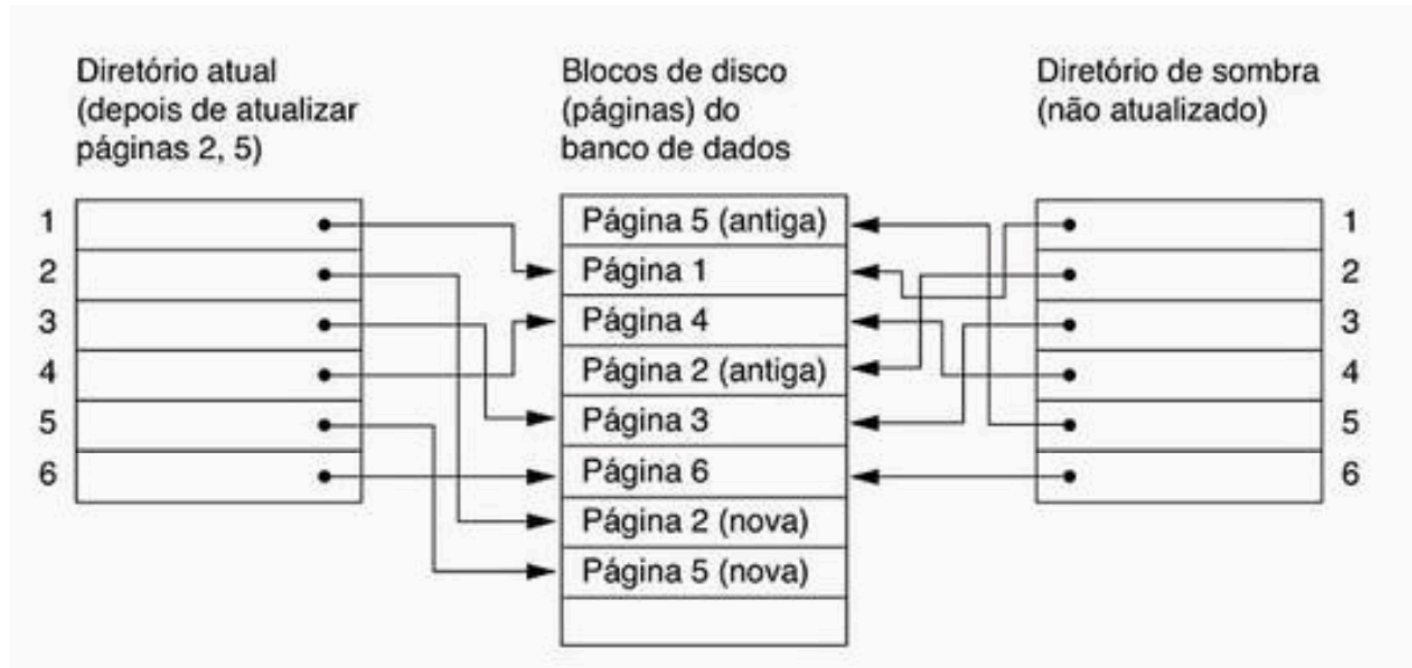 Diretório atual
(depois de atualizar
páginas 2, 5)
Blocos de disco
(páginas) do
banco de dados
Diretório de sombra
(não atualizado)
1
2
3
4
5
6
Página 5 (antiga)
Página 1
Página 4
Página 2 (antiga)
Página 3
Página 6
Página 2 (nova)
Página 5 (nova)
1
2
3
4
5
6